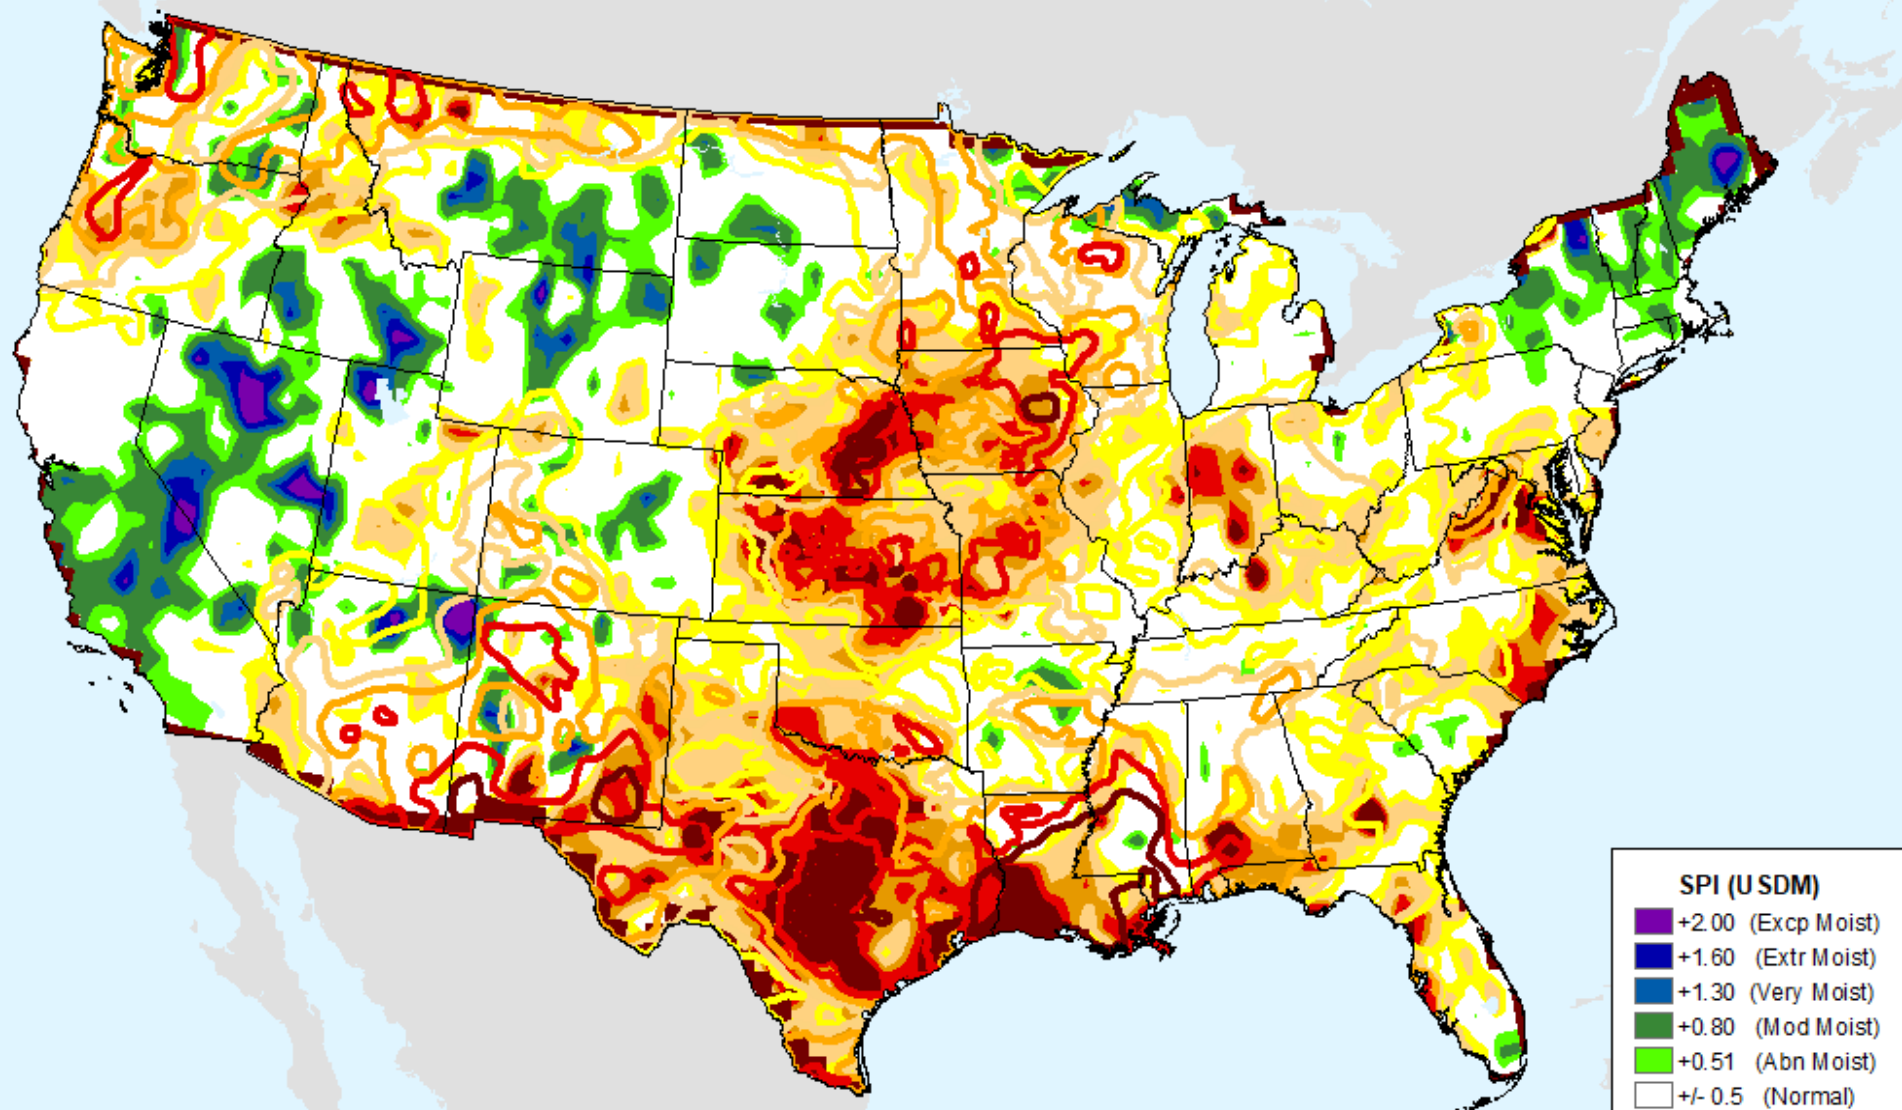 SPI (USDM)
+2.00 (Excp Moist)
+1.60 (Extr Moist)
+1.30 (Very Moist)
+0.80 (Mod Moist)
+0.51 (Abn Moist)
+/- 0.5 (Normal)